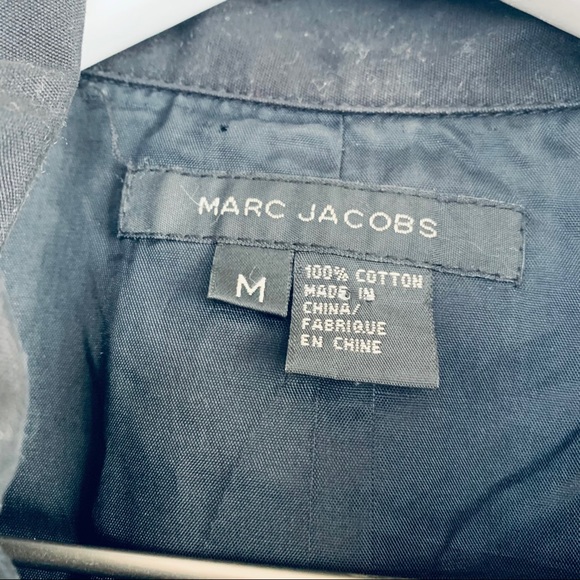 MARC JACOBS
M
100% COTTON
MADE IN
CHINA/
FABRIQUE
EN CHINE